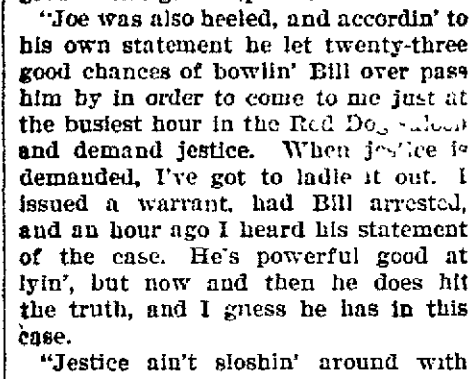 "Joe was also heeled, and accordin' to
his own statement he let twenty-three
good chances of bowlin' Bill over pass
him by in order to come to me just at
the busiest hour in the Red Dog saloon
and demand jestice. When jestice is
demanded, I've got to ladle it out. I
issued a warrant, had Bill arrested,
and an hour ago I heard his statement
of the case. He's powerful good at
lyin', but now and then he does hit
the truth, and I guess he has in this
case.
"Jestice ain't sloshin' around with